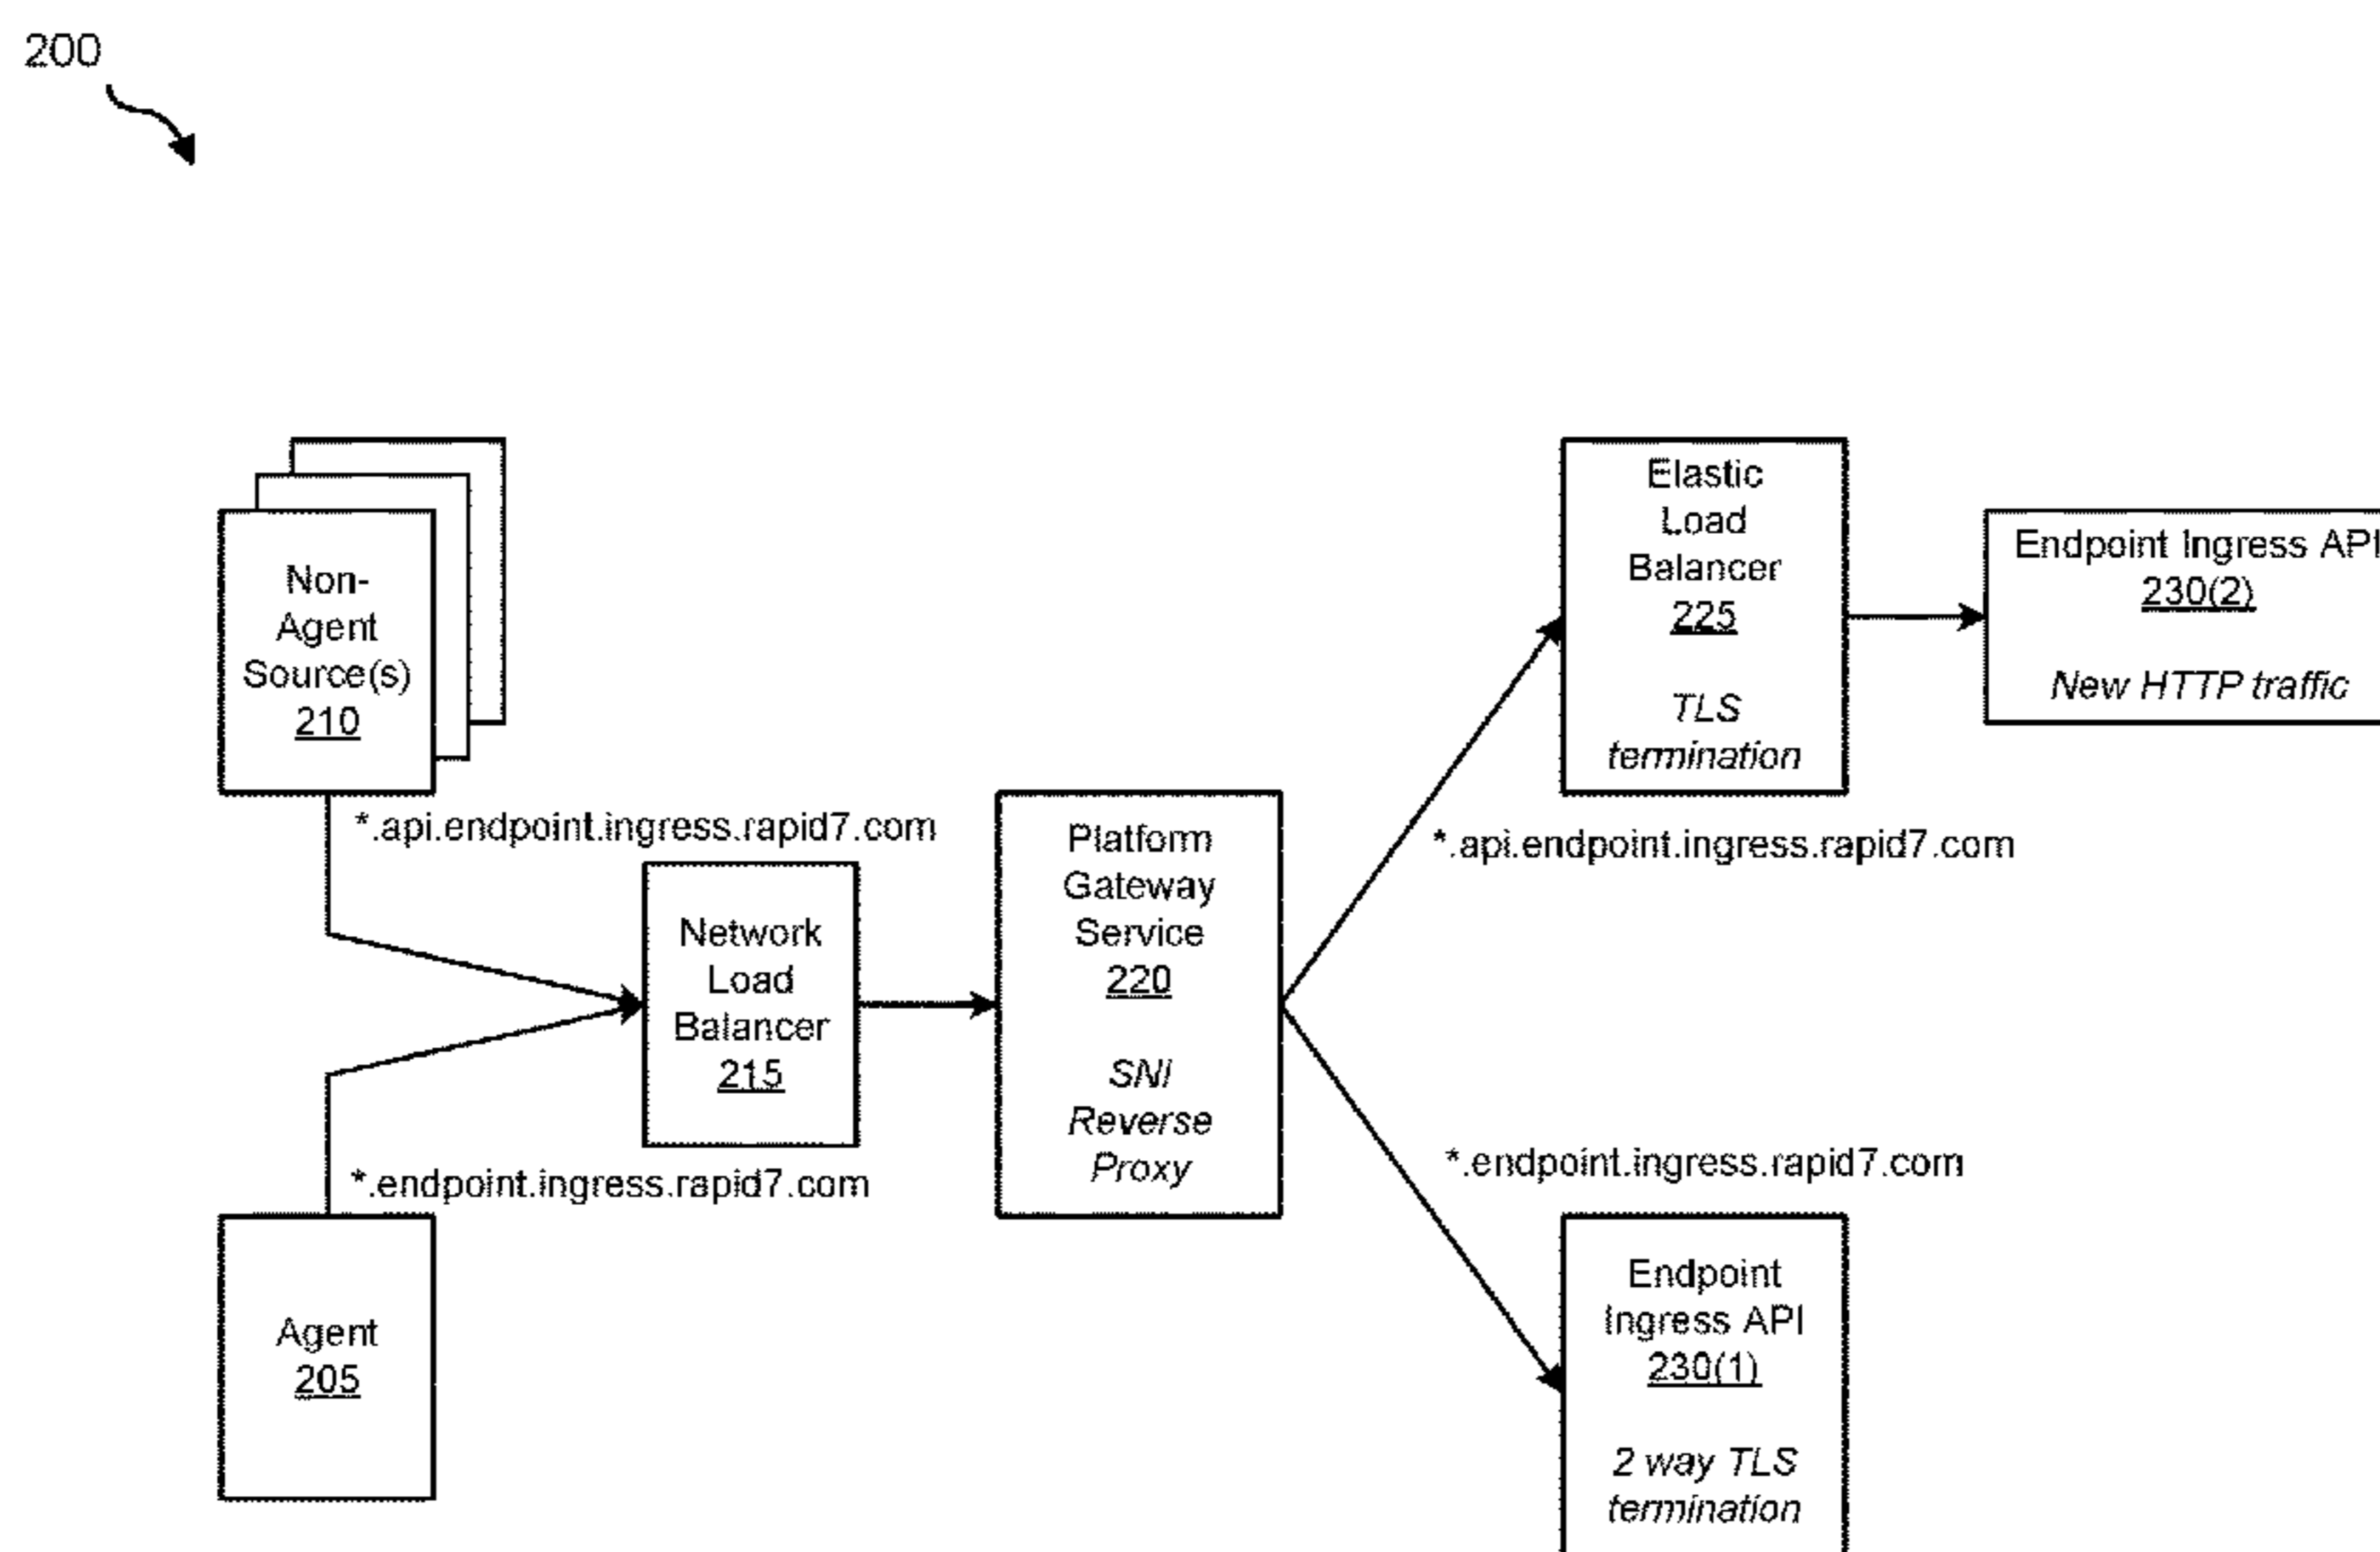 200
Non-
Agent
Source(s)
210
*.api.endpoint.ingress.rapid7.com
Network
Load
Balancer
215
*.endpoint.ingress.rapid7.com
Agent
205
Platform
Gateway
Service
220
SNI
Reverse
Proxy
Elastic
Load
Balancer
225
TLS
termination
*.api.endpoint.ingress.rapid7.com
Endpoint Ingress API
230(2)
New HTTP traffic
*.endpoint.ingress.rapid7.com
Endpoint
Ingress API
230(1)
2 way TLS
termination